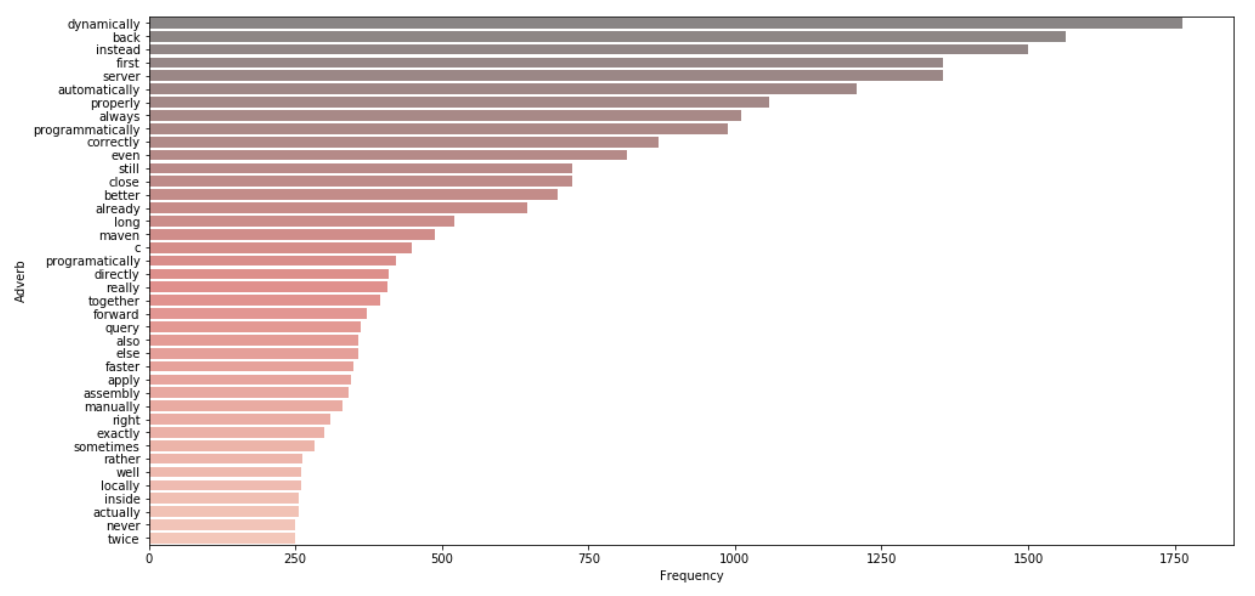 dynamically
back
instead
first
server
automatically
properly
always
programmatically
correctly
even
still
close
better
already
long
maven
c
programatically
directly
really
together
forward
query
also
else
faster
apply
assembly
manually
right
exactly
sometimes
rather
well
locally
inside
actually
never
twice
Adverb
0 250 500 750 1000 1250 1500 1750
Frequency